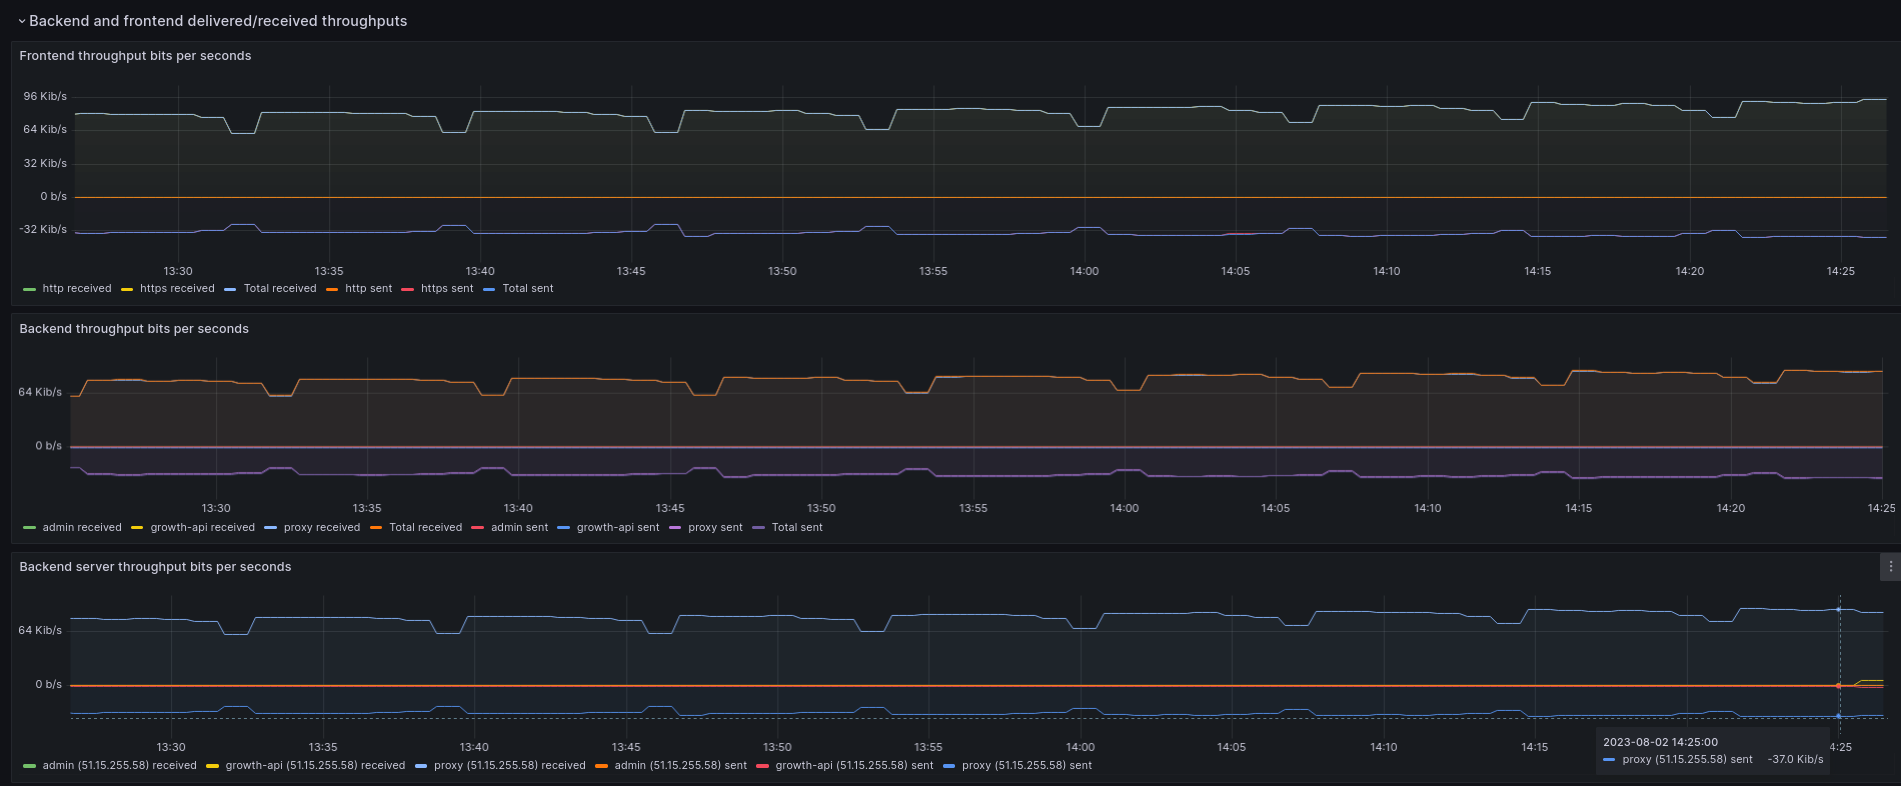 Backend and frontend delivered/received throughputs
Frontend throughput bits per seconds
96 Kib/s
64 Kib/s
32 Kib/s
0 b/s
-32 Kib/s
13:30 13:35 13:40 13:45 13:50 13:55 14:00 14:05 14:10 14:15 14:20 14:25
http received https received Total received http sent https sent Total sent
Backend throughput bits per seconds
64 Kib/s
0 b/s
13:30 13:35 13:40 13:45 13:50 13:55 14:00 14:05 14:10 14:15 14:20 14:25
admin received growth-api received proxy received Total received admin sent growth-api sent proxy sent Total sent
Backend server throughput bits per seconds
64 Kib/s
0 b/s
13:30 13:35 13:40 13:45 13:50 13:55 14:00 14:05 14:10 14:15 4:25
2023-08-02 14:25:00
proxy (51.15.255.58) sent -37.0 Kib/s
admin (51.15.255.58) received growth-api (51.15.255.58) received proxy (51.15.255.58) received admin (51.15.255.58) sent growth-api (51.15.255.58) sent proxy (51.15.255.58) sent